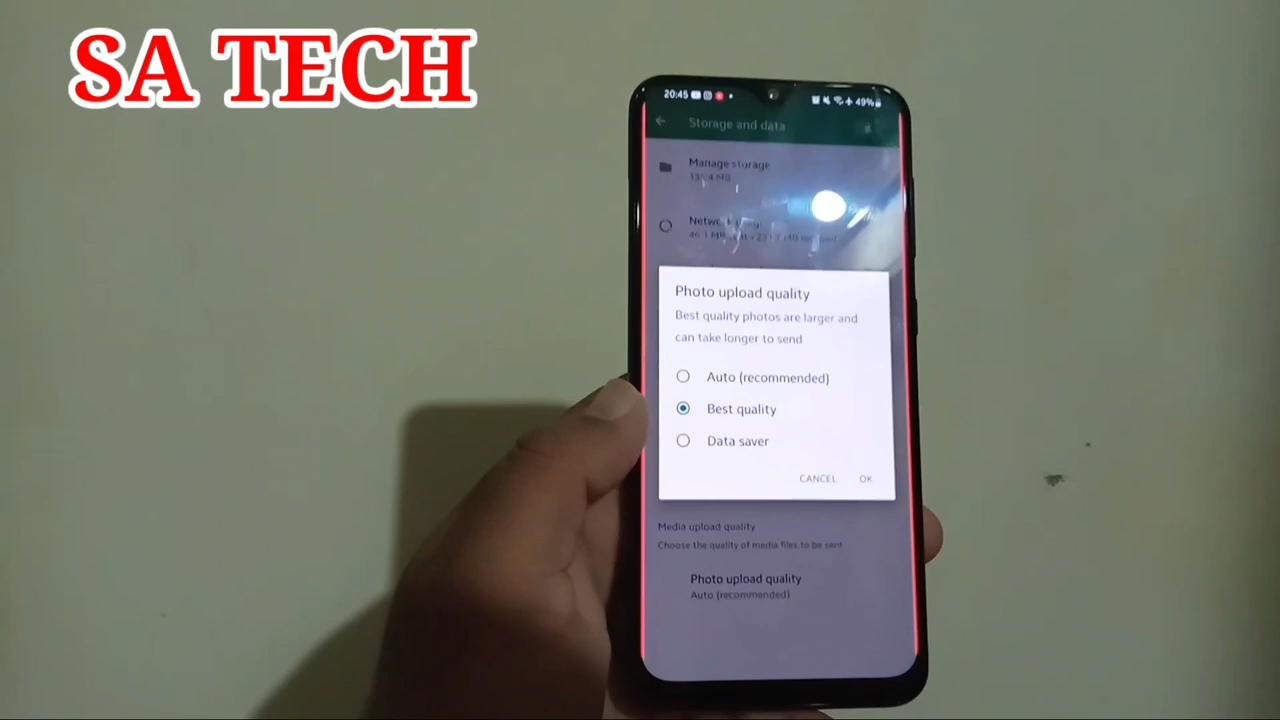 SA TECH
20:45 49%
Storage and data
Manage storage
Photo upload quality
Best quality photos are larger and
can take longer to send
Auto (recommended)
Best quality
Data saver
CANCEL OK
Media upload quality
Choose the quality of media files to be sent
Photo upload quality
Auto (recommended)